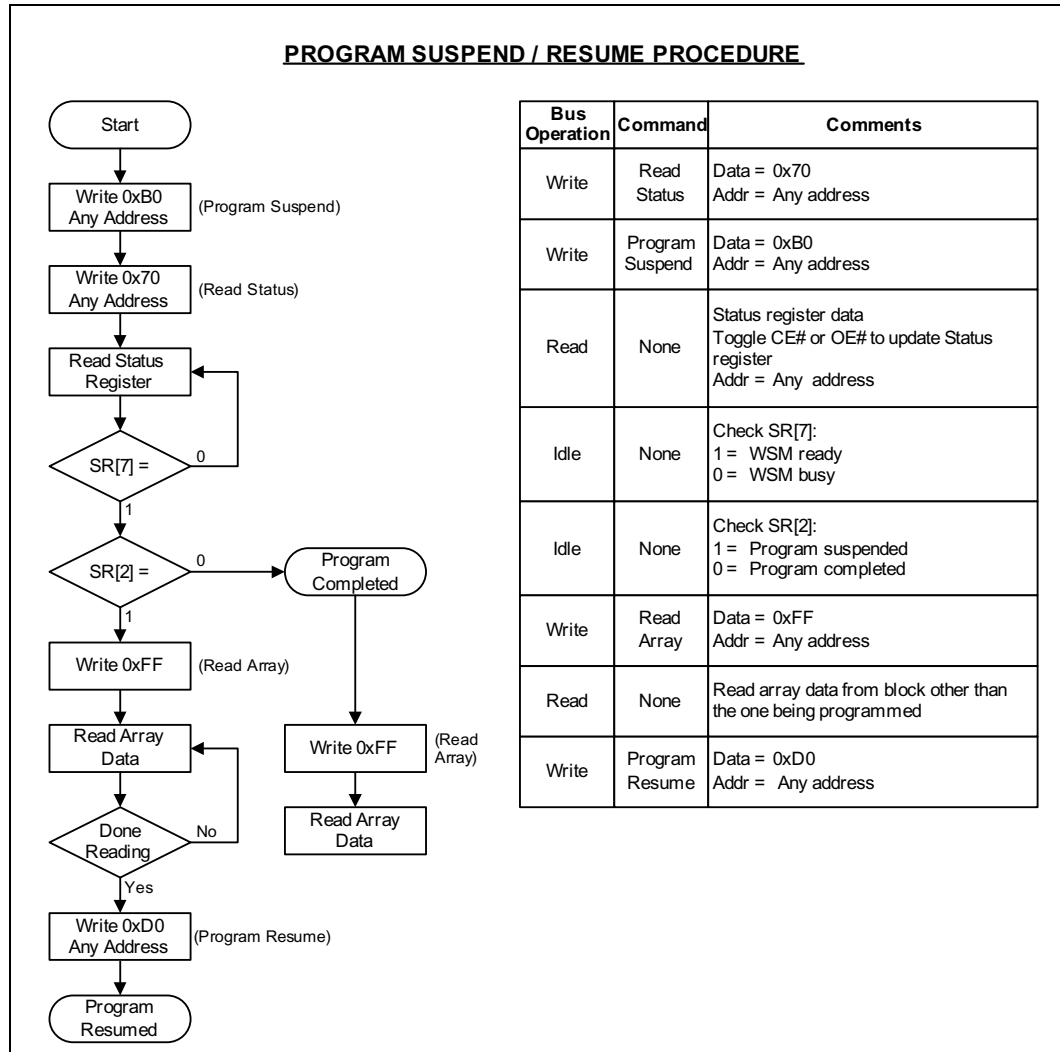 PROGRAM SUSPEND / RESUME PROCEDURE
Start
Write 0xB0
Any Address
(Program Suspend)
Write 0x70
Any Address
(Read Status)
Read Status
Register
SR[7] =
0
1
SR[2] =
0
1
Program
Completed
Write 0xFF
(Read Array)
Read Array
Data
Write 0xFF
(Read
Array)
Read Array
Data
Done
Reading
No
Yes
Write 0xD0
Any Address
(Program Resume)
Program
Resumed
Bus
Operation
Command
Comments
Write
Read
Status
Data = 0x70
Addr = Any address
Write
Program
Suspend
Data = 0xB0
Addr = Any address
Read
None
Status register data
Toggle CE# or OE# to update Status
register
Addr = Any address
Idle
None
Check SR[7]:
1 = WSM ready
0 = WSM busy
Idle
None
Check SR[2]:
1 = Program suspended
0 = Program completed
Write
Read
Array
Data = 0xFF
Addr = Any address
Read
None
Read array data from block other than
the one being programmed
Write
Program
Resume
Data = 0xD0
Addr = Any address